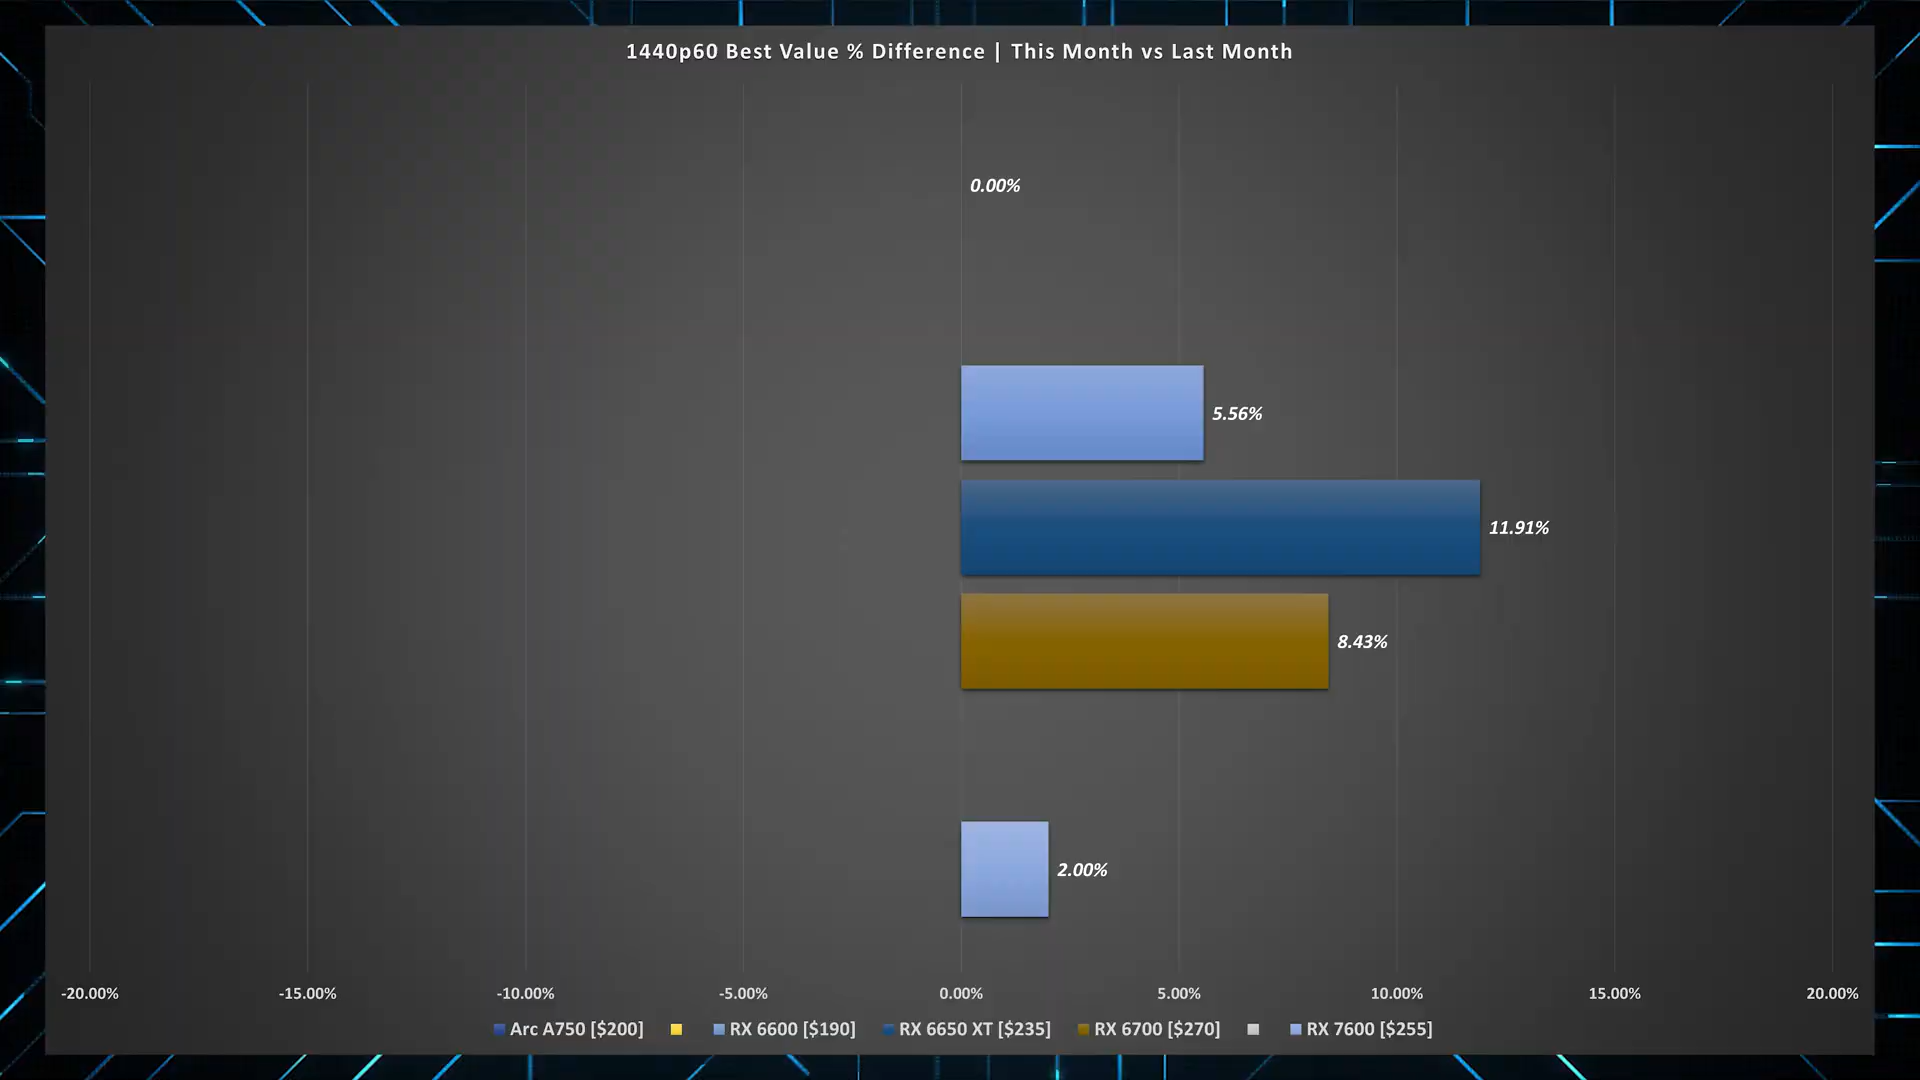 1440p60 Best Value % Difference | This Month vs Last Month
0.00%
5.56%
11.91%
8.43%
2.00%
-20.00% -15.00% -10.00% -5.00% 0.00% 5.00% 10.00% 15.00% 20.00%
Arc A750 [$200] RX 6600 [$190] RX 6650 XT [$235] RX 6700 [$270] RX 7600 [$255]